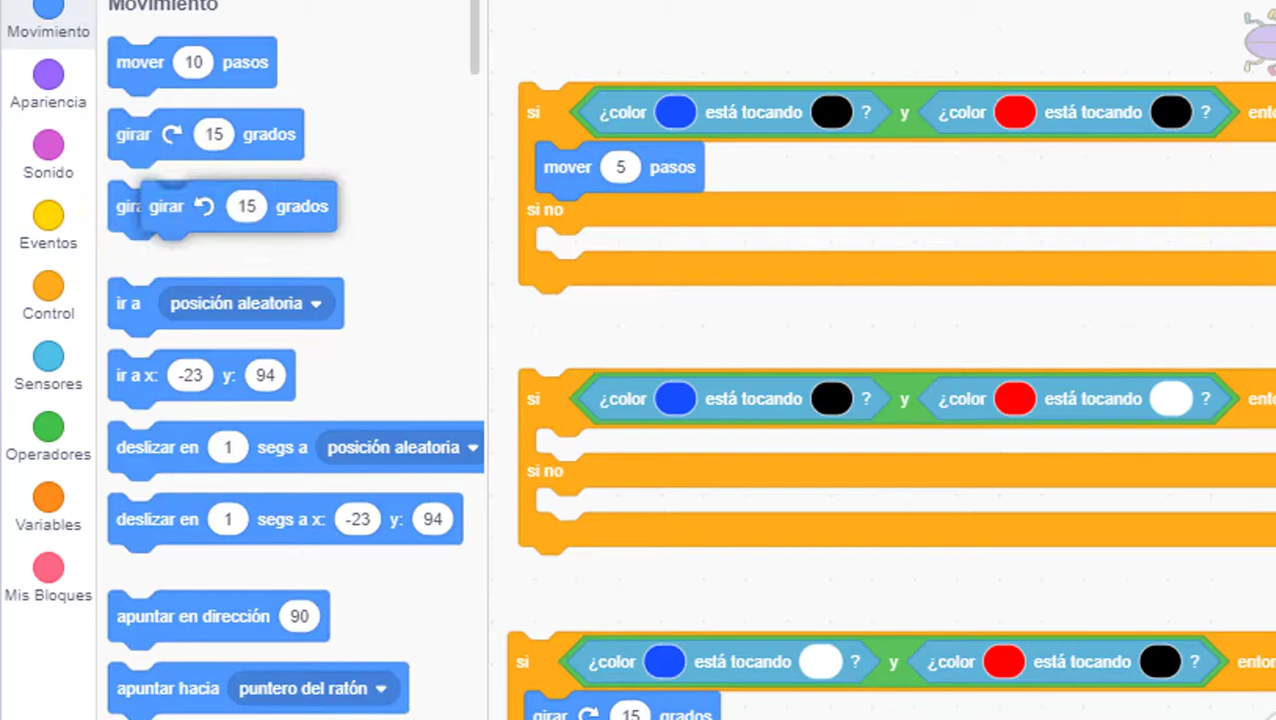 Movimiento
Apariencia
Sonido
Eventos
Control
Sensores
Operadores
Variables
Mis Bloques
Movimiento
mover 10 pasos
girar 15 grados
gira
girar 15 grados
ir a posición aleatoria
ir a x: -23 y: 94
deslizar en 1 segs a posición aleatoria
deslizar en 1 segs a x: -23 y: 94
apuntar en dirección 90
apuntar hacia puntero del ratón
si ¿color está tocando ? y ¿color está tocando ? ento
mover 5 pasos
si no
si ¿color está tocando ? y ¿color está tocando ? ento
si no
si ¿color está tocando ? y ¿color está tocando ? enton
girar 15 grados